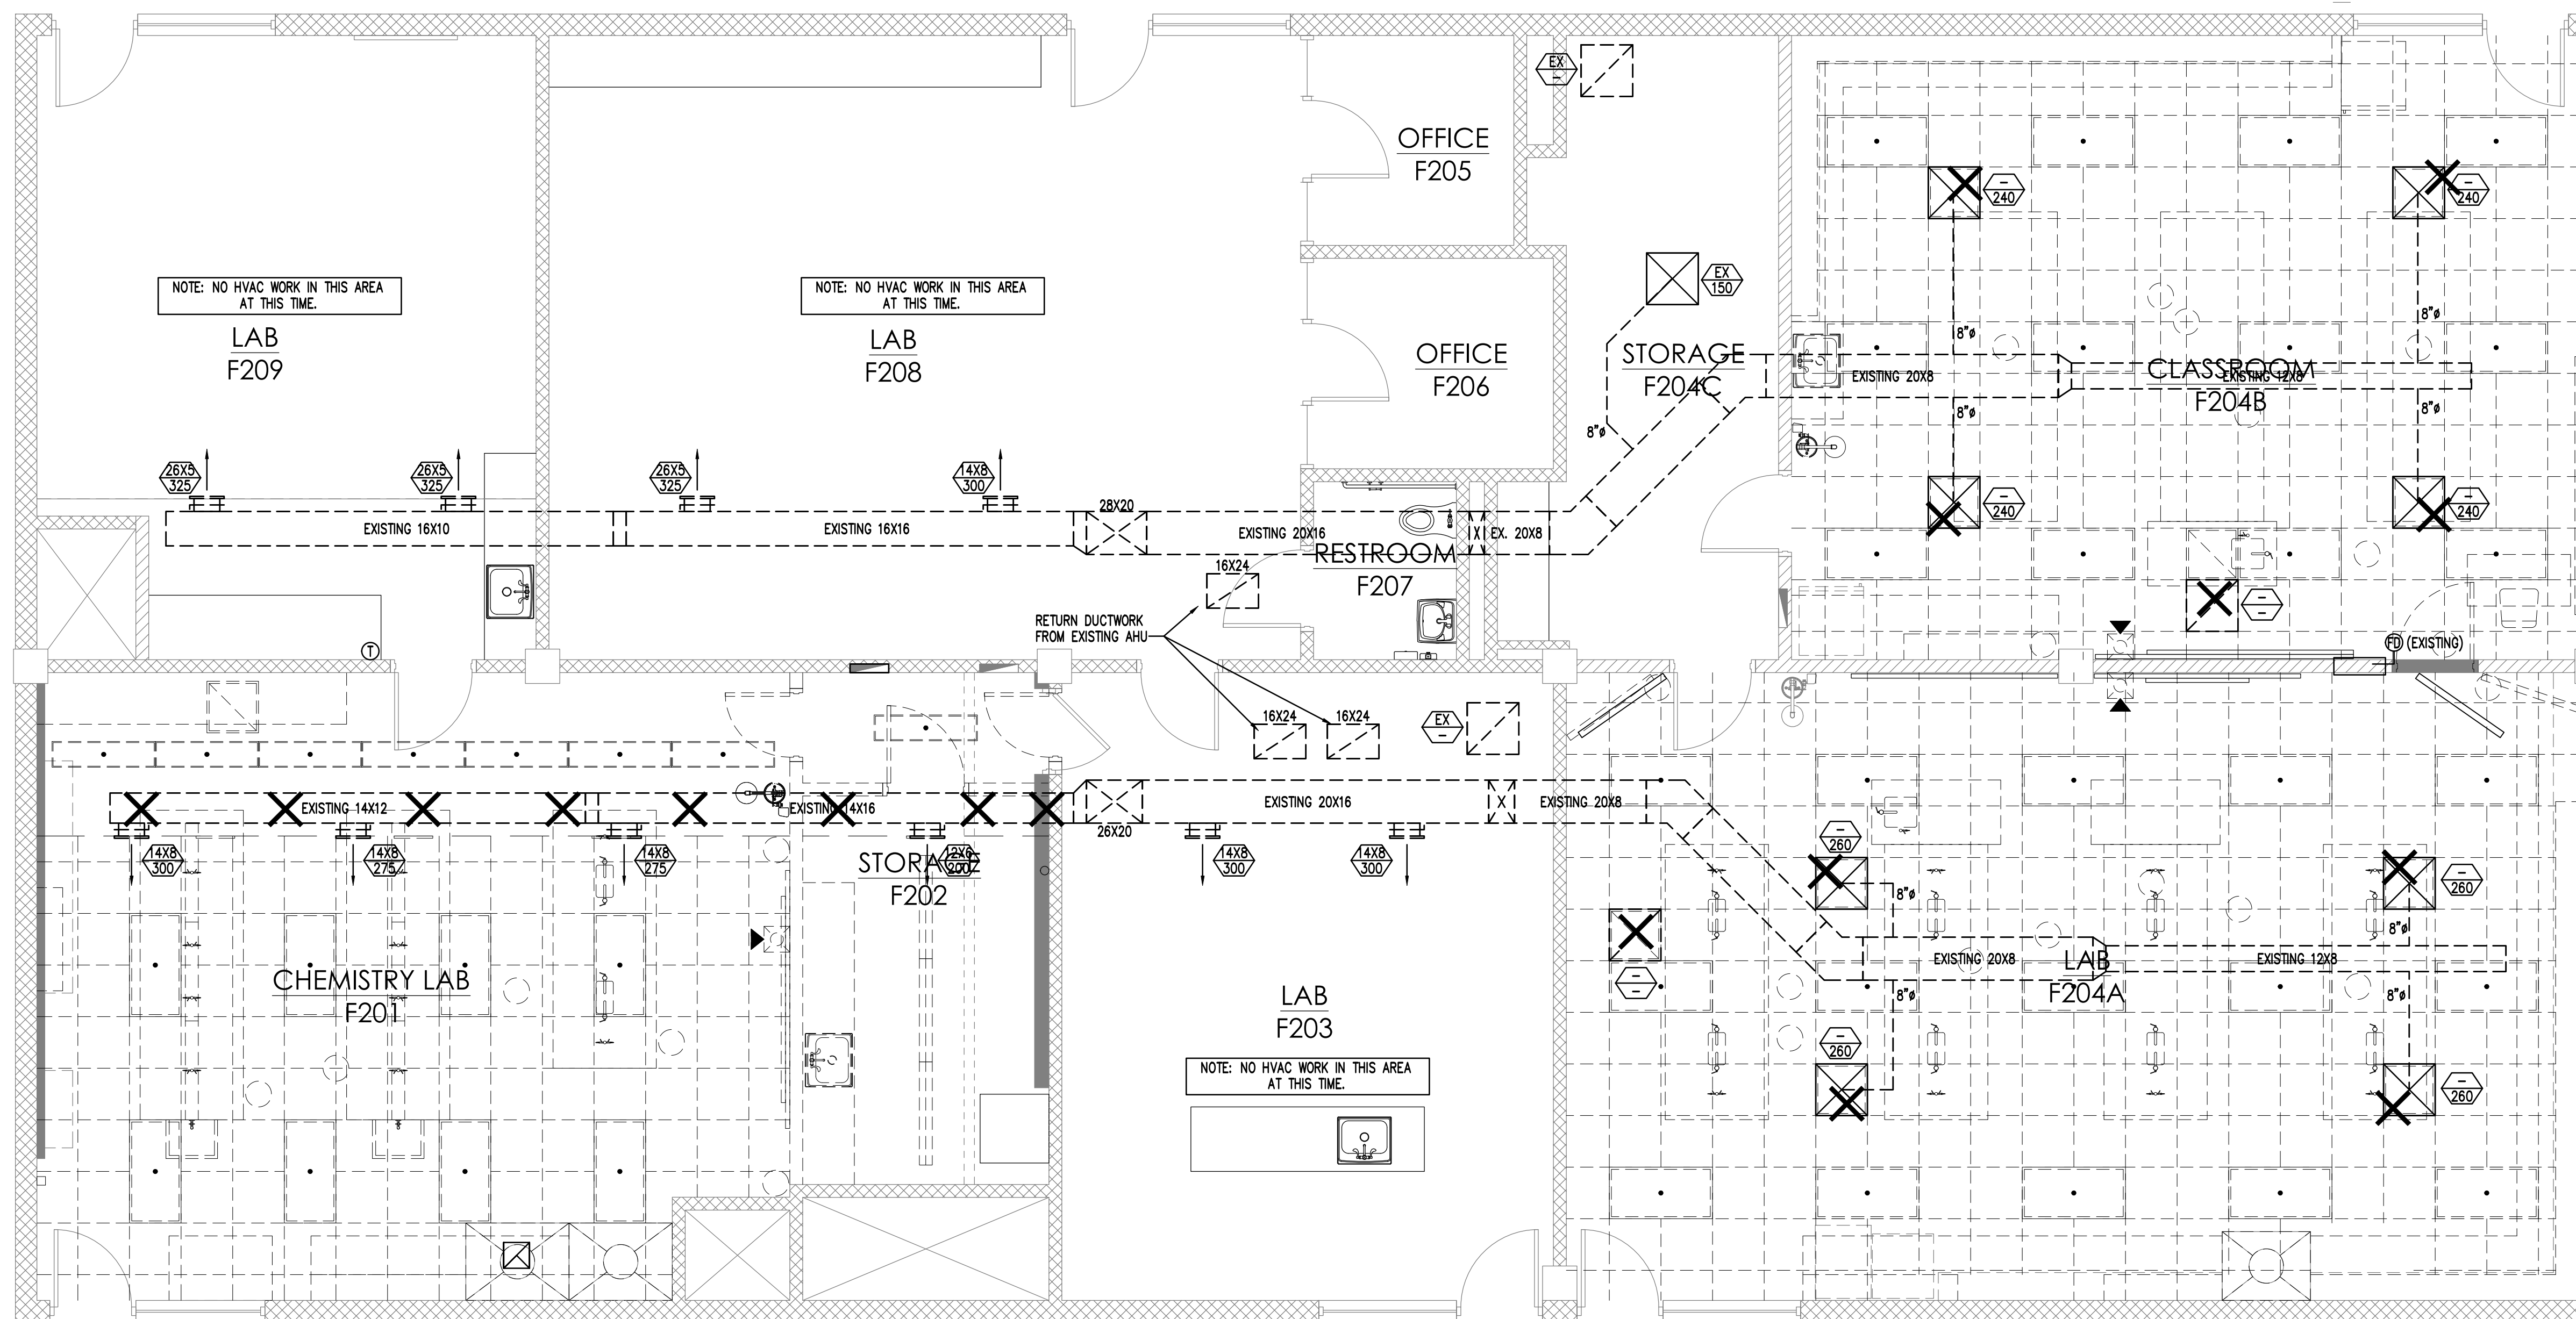 EX
-
OFFICE
F205
-
240
-
240
NOTE: NO HVAC WORK IN THIS AREA
AT THIS TIME.
LAB
F209
NOTE: NO HVAC WORK IN THIS AREA
AT THIS TIME.
LAB
F208
OFFICE
F206
EX
150
STORAGE
F204C
8"ø
8"ø
8"ø
EXISTING 20X8
CLASSROOM
EXISTING 12X8
F204B
8"ø
8"ø
26X5
325
26X5
325
26X5
325
14X8
300
EXISTING 16X10
EXISTING 16X16
28X20
EXISTING 20X16
X
EX. 20X8
RESTROOM
F207
-
240
-
240
16X24
RETURN DUCTWORK
FROM EXISTING AHU
T
-
-
FD (EXISTING)
16X24
16X24
EX
-
EXISTING 14X12
EXISTING 14X16
26X20
EXISTING 20X16
X
EXISTING 20X8
14X8
300
14X8
275
14X8
275
12X6
200
STORAGE
F202
14X8
300
14X8
300
-
260
-
260
8"ø
8"ø
CHEMISTRY LAB
F201
LAB
F203
-
-
EXISTING 20X8
LAB
F204A
EXISTING 12X8
8"ø
8"ø
-
260
-
260
NOTE: NO HVAC WORK IN THIS AREA
AT THIS TIME.